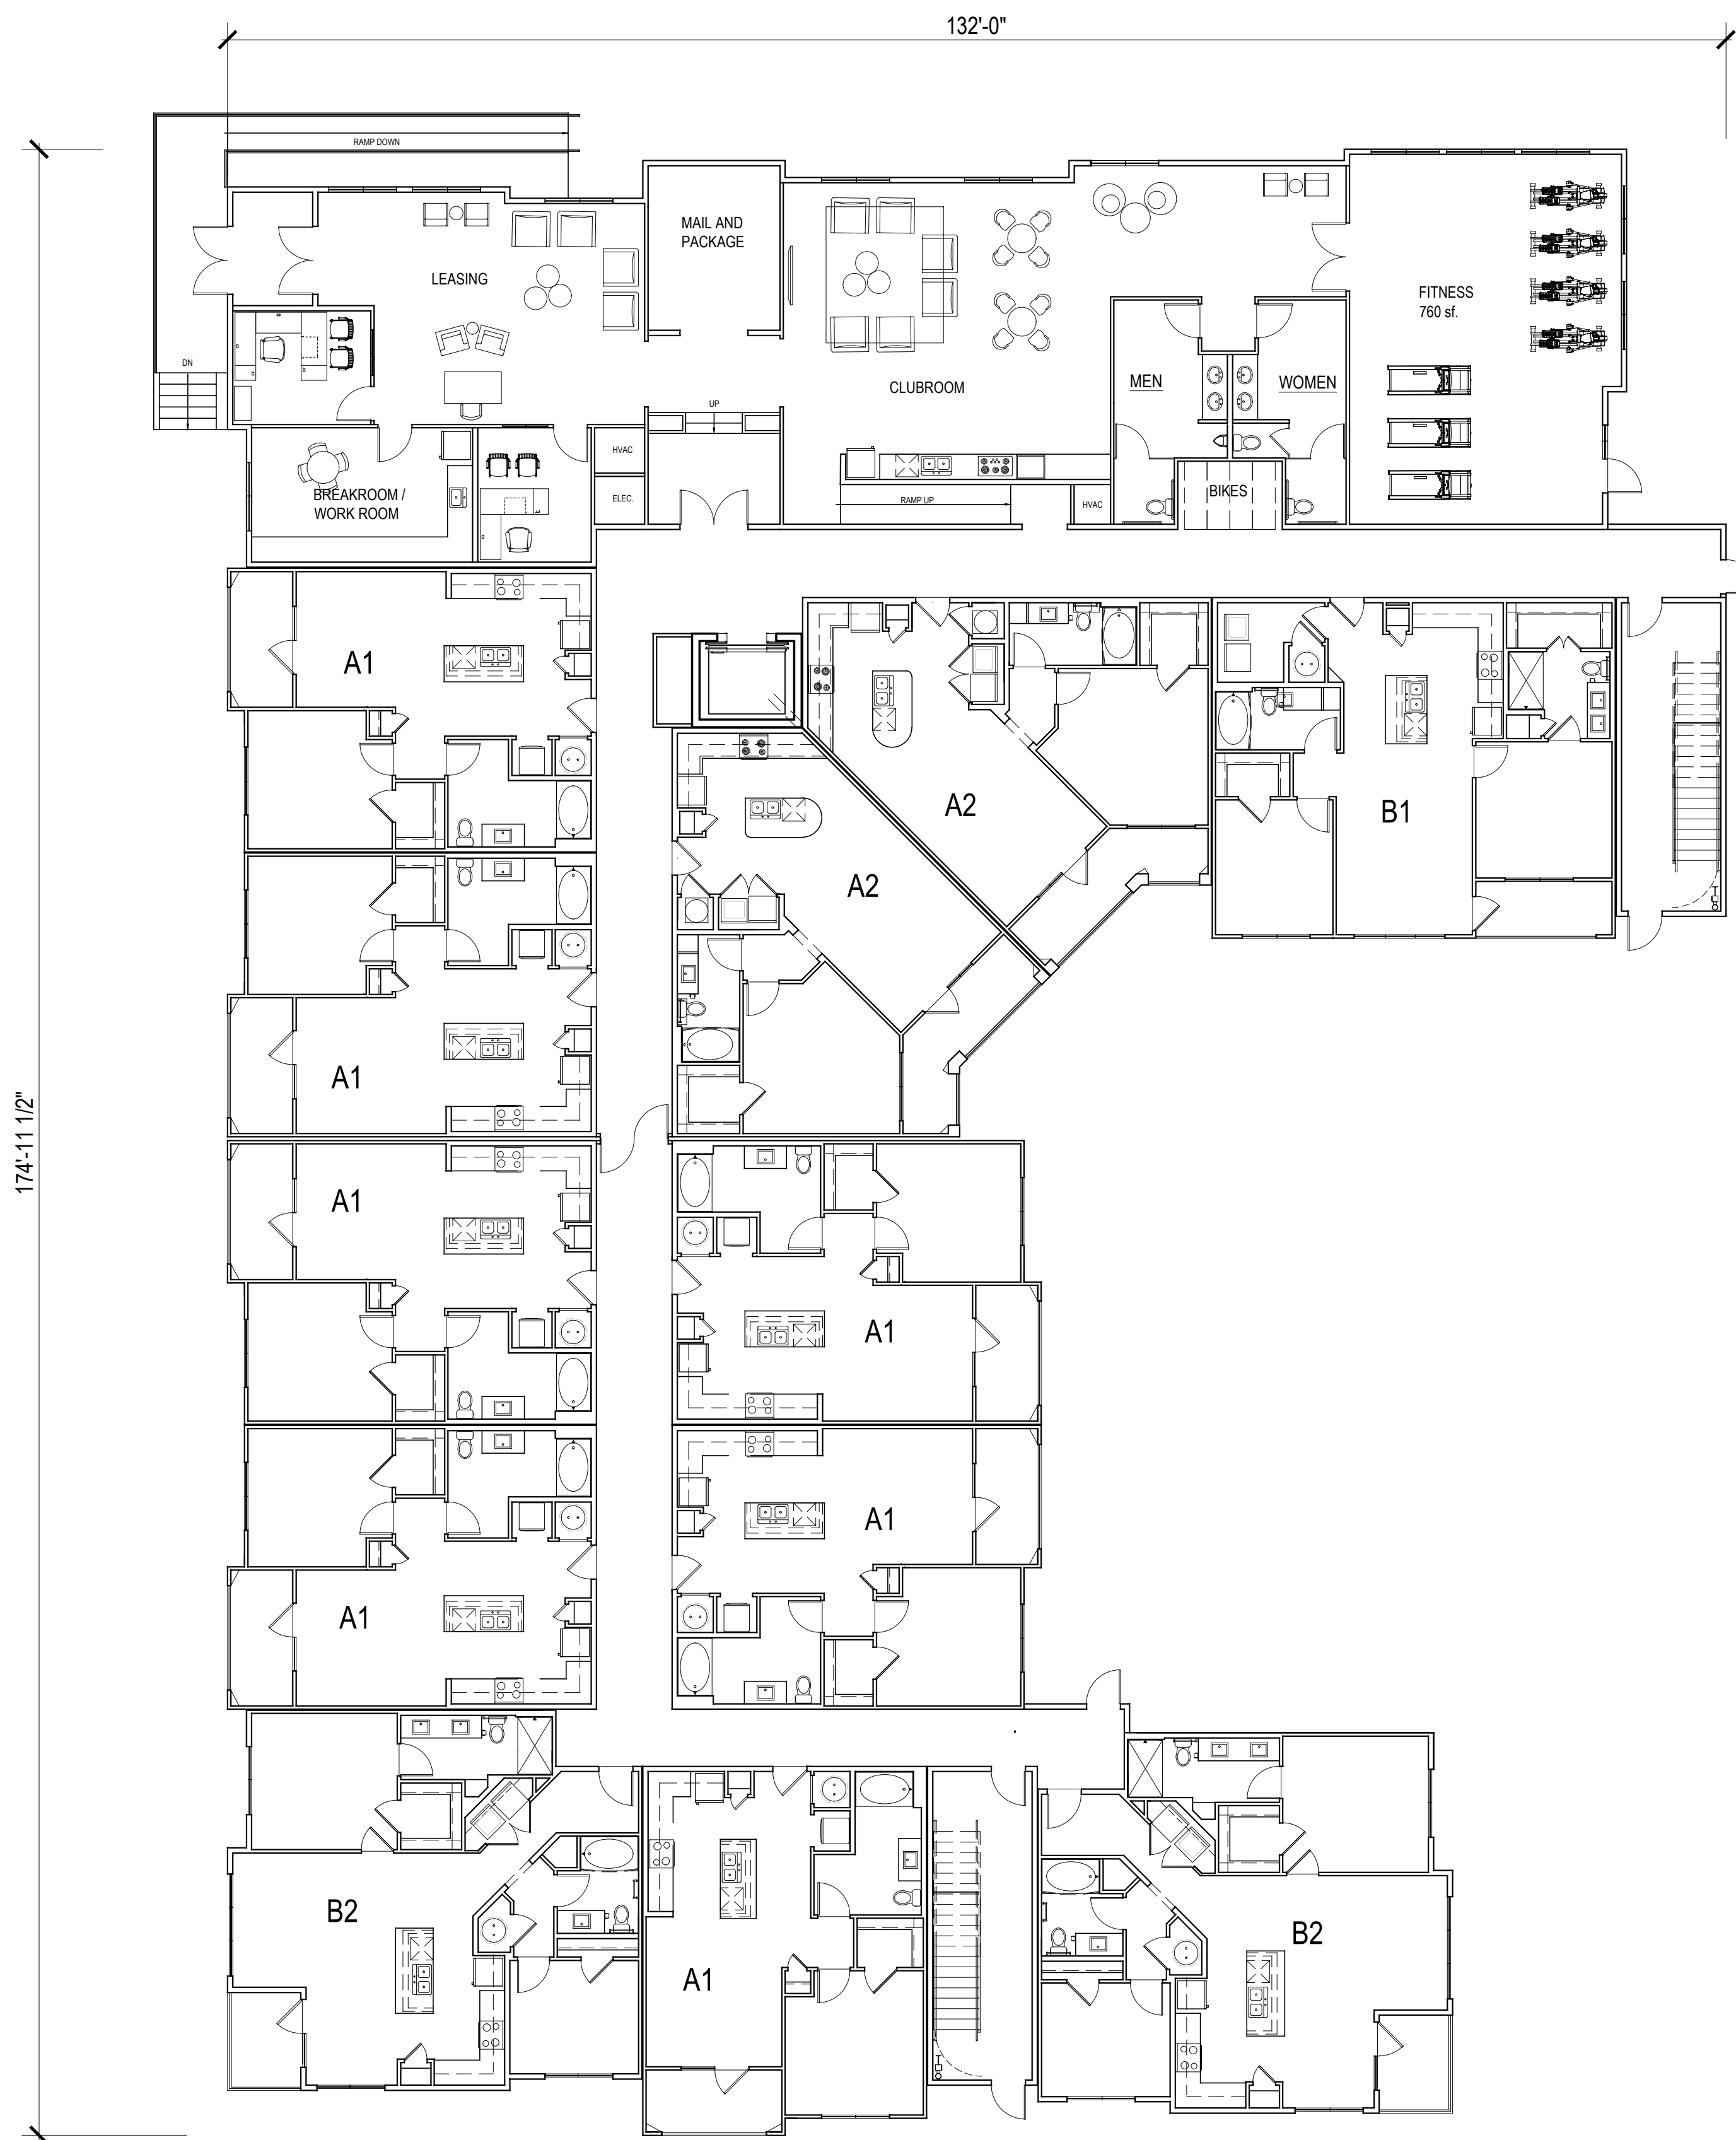 132'-0"
RAMP DOWN
MAIL AND
PACKAGE
LEASING
FITNESS
760 sf.
DN
CLUBROOM
MEN
WOMEN
UP
HVAC
BREAKROOM /
WORK ROOM
ELEC.
RAMP UP
HVAC
BIKES
A1
A2
B1
A2
A1
174'-11 1/2"
A1
A1
A1
A1
B2
A1
B2